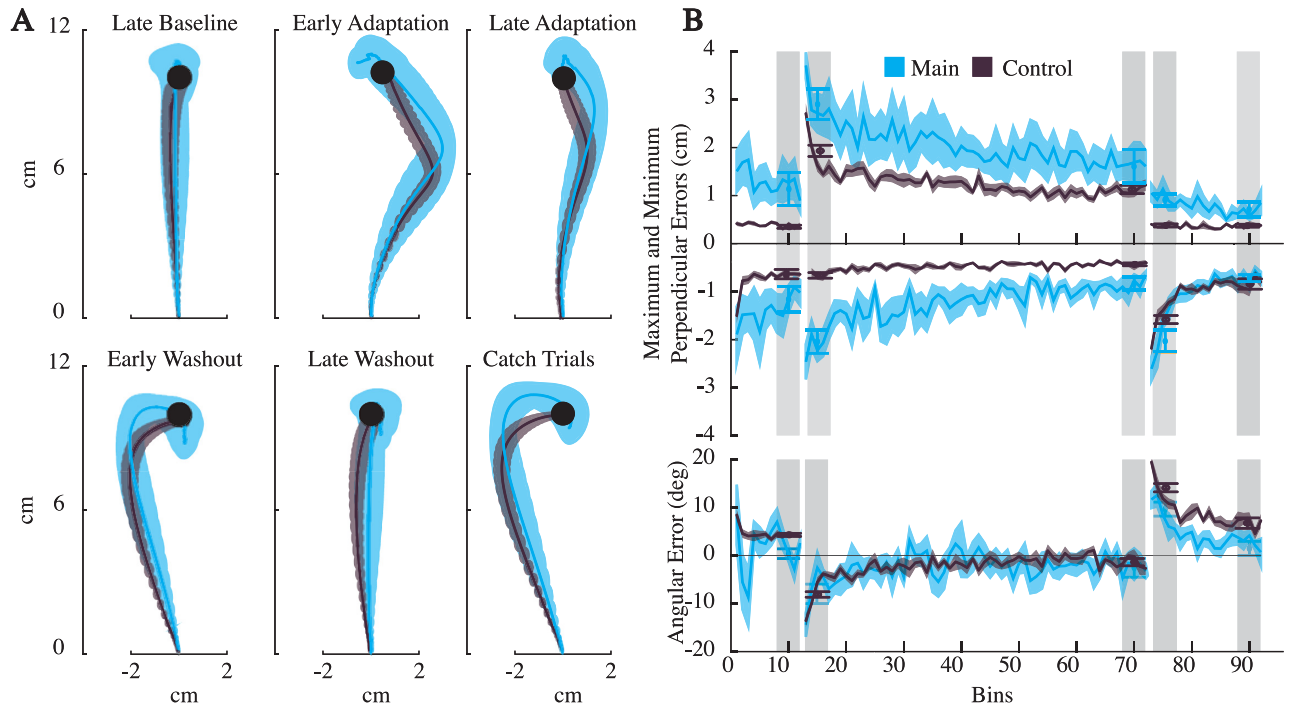 A
Late Baseline
Early Adaptation
Late Adaptation
12
cm
6
0
Early Washout
Late Washout
Catch Trials
12
cm
6
0
-2 2
-2 2
-2 2
cm
cm
cm
B
Main
Control
Maximum and Minimum
Perpendicular Errors (cm)
4
3
2
1
0
-1
-2
-3
-4
Angular Error (deg)
20
10
0
-10
-20
0 10 20 30 40 50 60 70 80 90
Bins